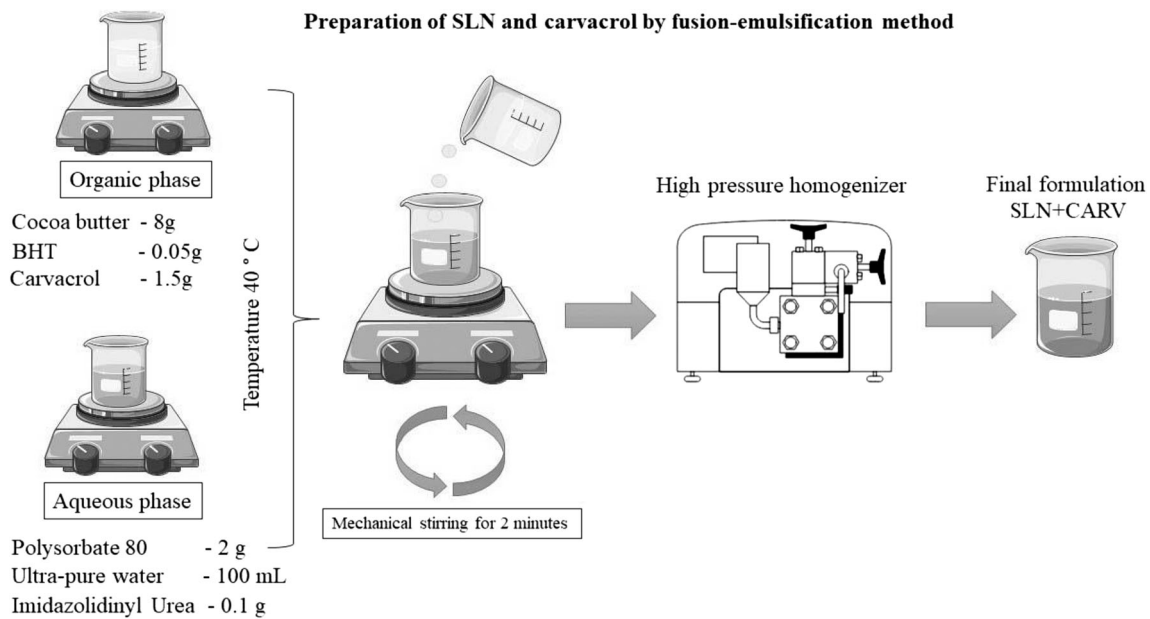 Preparation of SLN and carvacrol by fusion-emulsification method
Organic phase
Cocoa butter - 8g
BHT - 0.05g
Carvacrol - 1.5g
Aqueous phase
Polysorbate 80 - 2 g
Ultra-pure water - 100 mL
Imidazolidinyl Urea - 0.1 g
Temperature 40 ° C
Mechanical stirring for 2 minutes
High pressure homogenizer
Final formulation
SLN+CARV